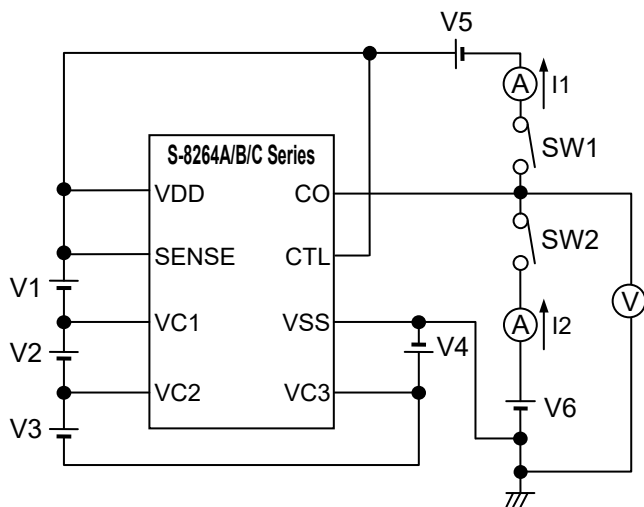 V5
A
I1
SW1
S-8264A/B/C Series
VDD
CO
SENSE
CTL
SW2
V1
V
VC1
VSS
A
I2
V2
V4
VC2
VC3
V6
V3